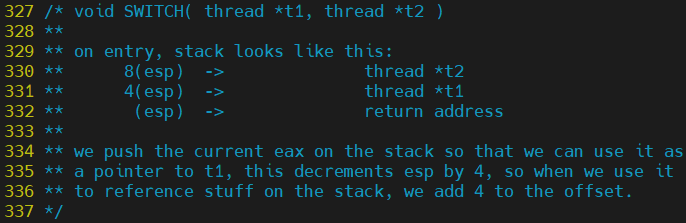 327 /* void SWITCH( thread *t1, thread *t2 )
328 **
329 ** on entry, stack looks like this:
330 **      8(esp)  ->              thread *t2
331 **      4(esp)  ->              thread *t1
332 **       (esp)  ->              return address
333 **
334 ** we push the current eax on the stack so that we can use it as
335 ** a pointer to t1, this decrements esp by 4, so when we use it
336 ** to reference stuff on the stack, we add 4 to the offset.
337 */